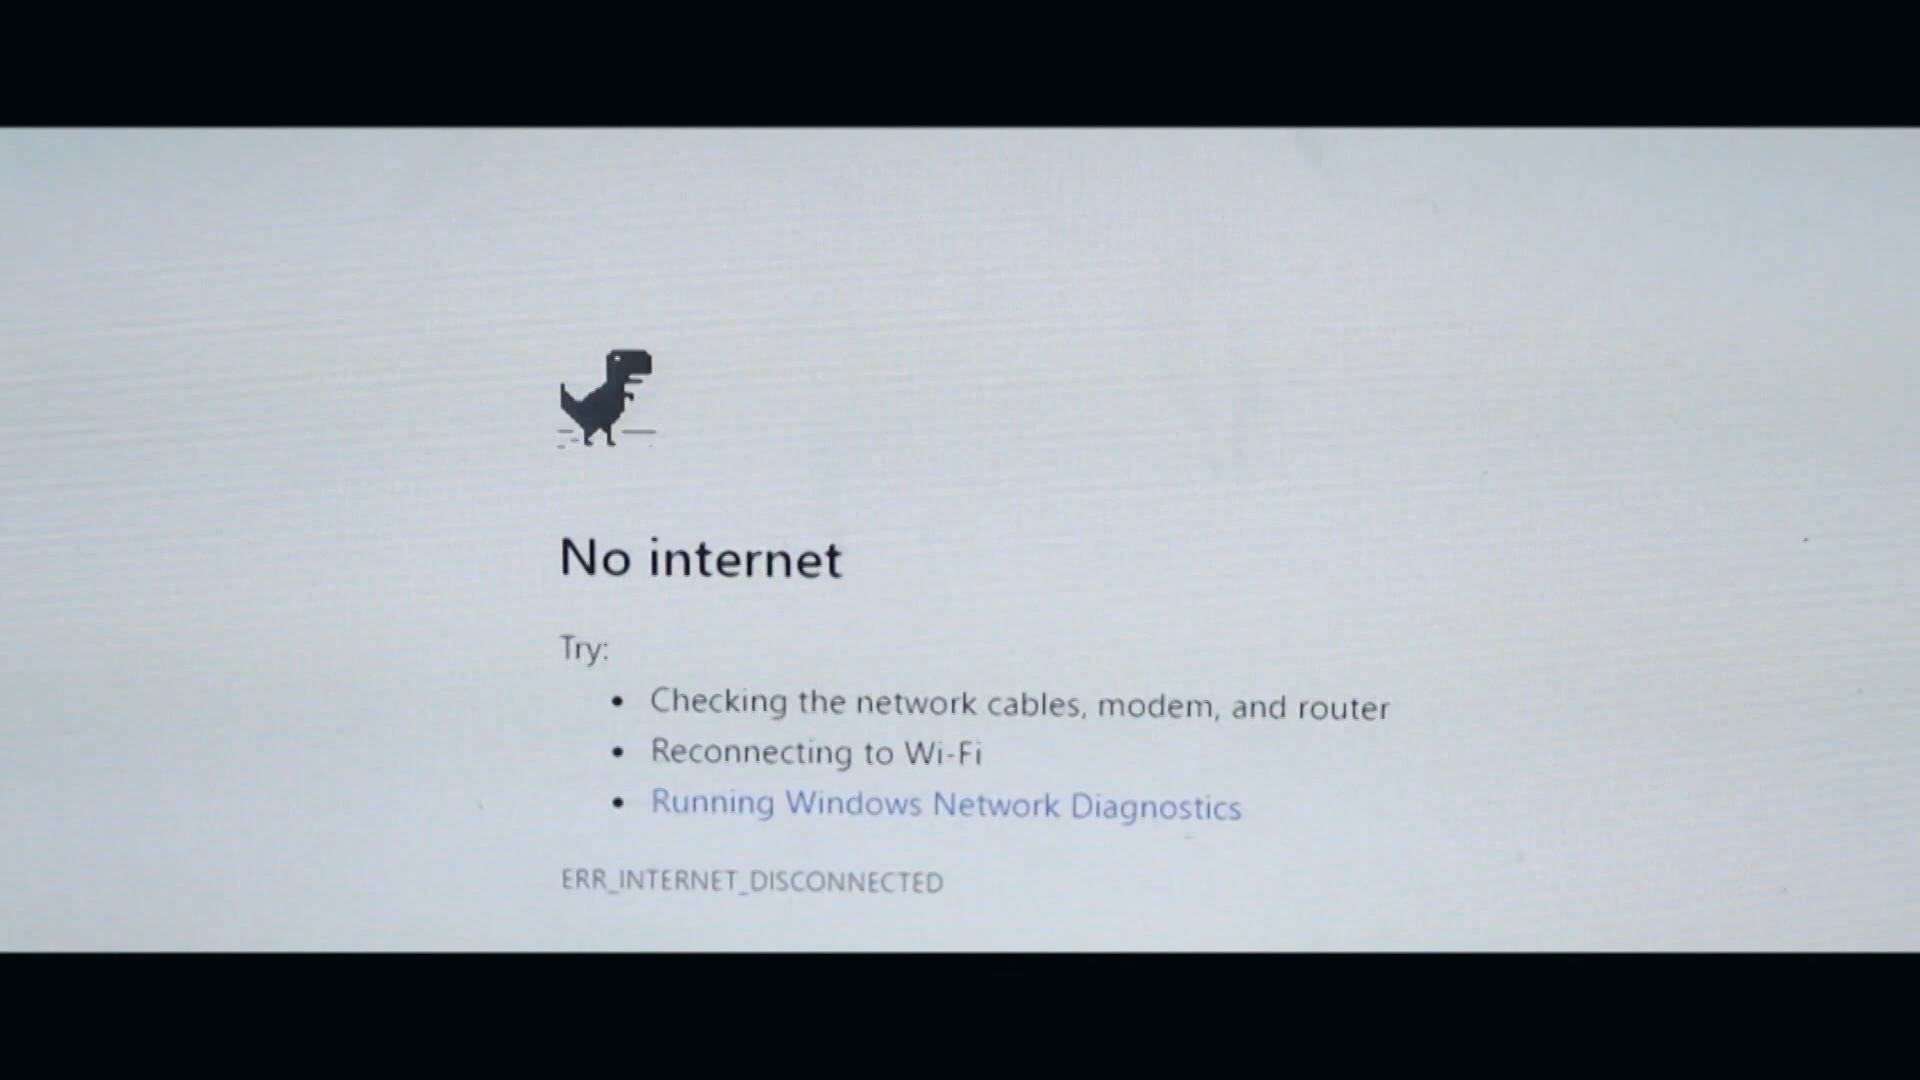 No internet
Try:
• Checking the network cables, modem, and router
• Reconnecting to Wi-Fi
• Running Windows Network Diagnostics
ERR_INTERNET_DISCONNECTED